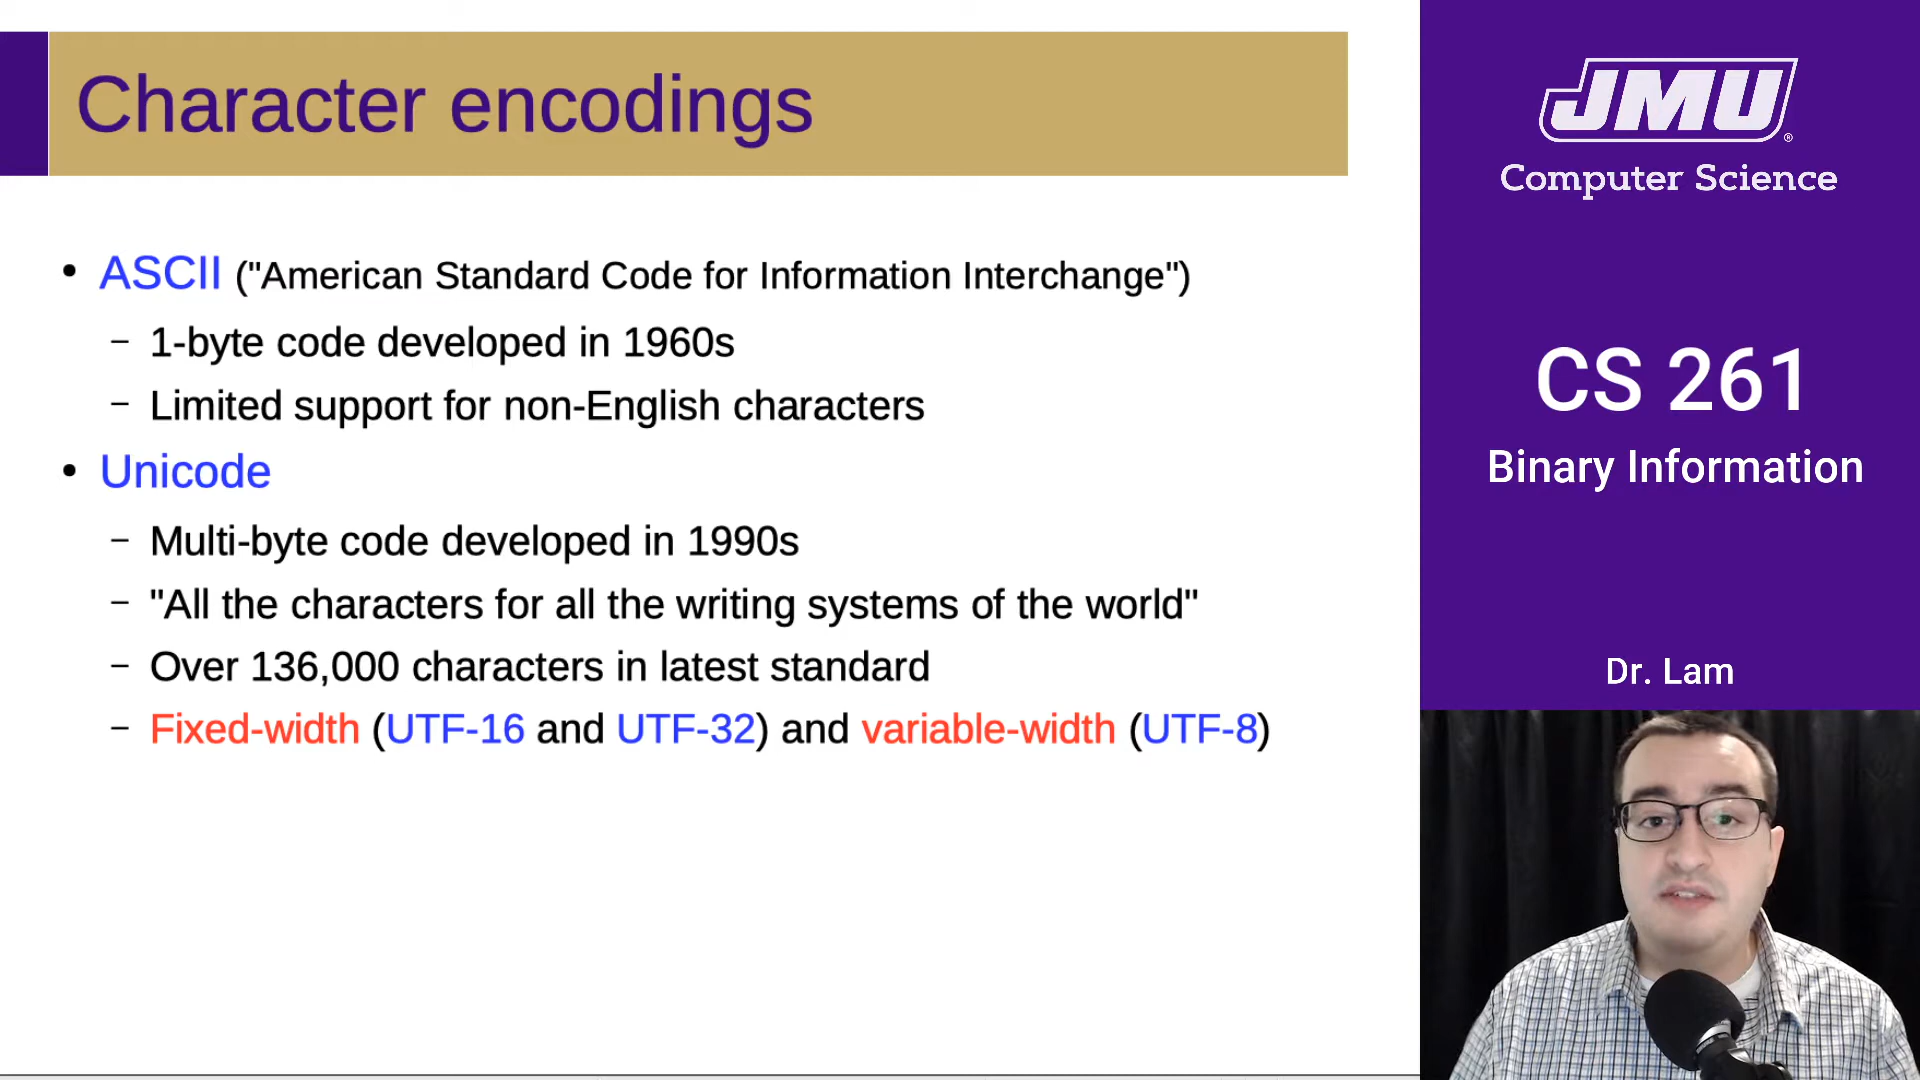 Character encodings
• ASCII ("American Standard Code for Information Interchange")
– 1-byte code developed in 1960s
– Limited support for non-English characters
• Unicode
– Multi-byte code developed in 1990s
– "All the characters for all the writing systems of the world"
– Over 136,000 characters in latest standard
– Fixed-width (UTF-16 and UTF-32) and variable-width (UTF-8)
JMU®
Computer Science
CS 261
Binary Information
Dr. Lam